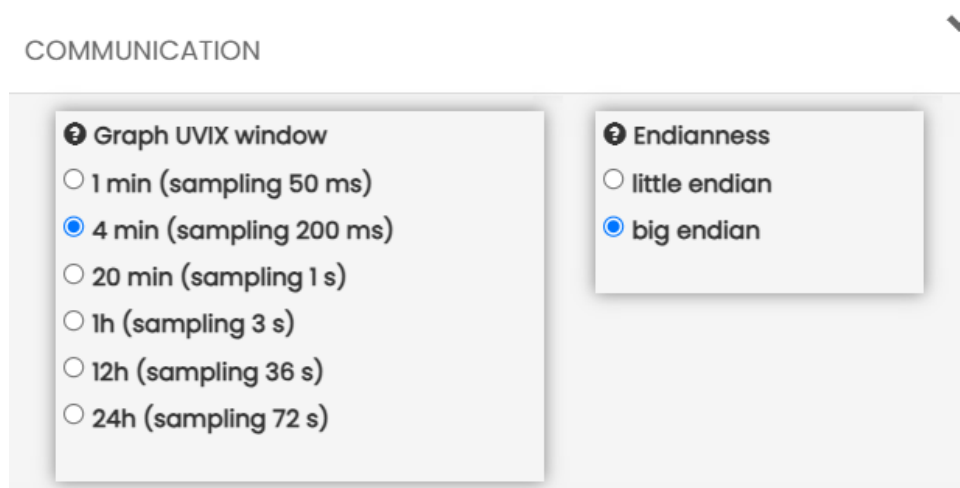 COMMUNICATION
Graph UVIX window
1 min (sampling 50 ms)
4 min (sampling 200 ms)
20 min (sampling 1 s)
1h (sampling 3 s)
12h (sampling 36 s)
24h (sampling 72 s)
Endianness
little endian
big endian